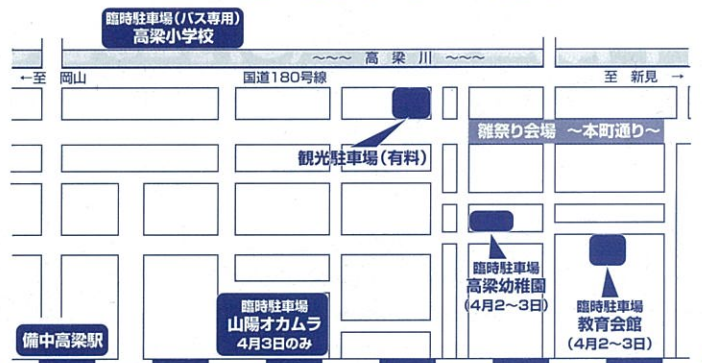 臨時駐車場（バス専用）
高梁小学校
～～～ 高 梁 川 ～～～
←至 岡山
国道180号線
至 新見 →
雛祭り会場 ～本町通り～
観光駐車場（有料）
臨時駐車場
高梁幼稚園
（4月2～3日）
臨時駐車場
教育会館
（4月2～3日）
臨時駐車場
山陽オカムラ
4月3日のみ
備中高梁駅